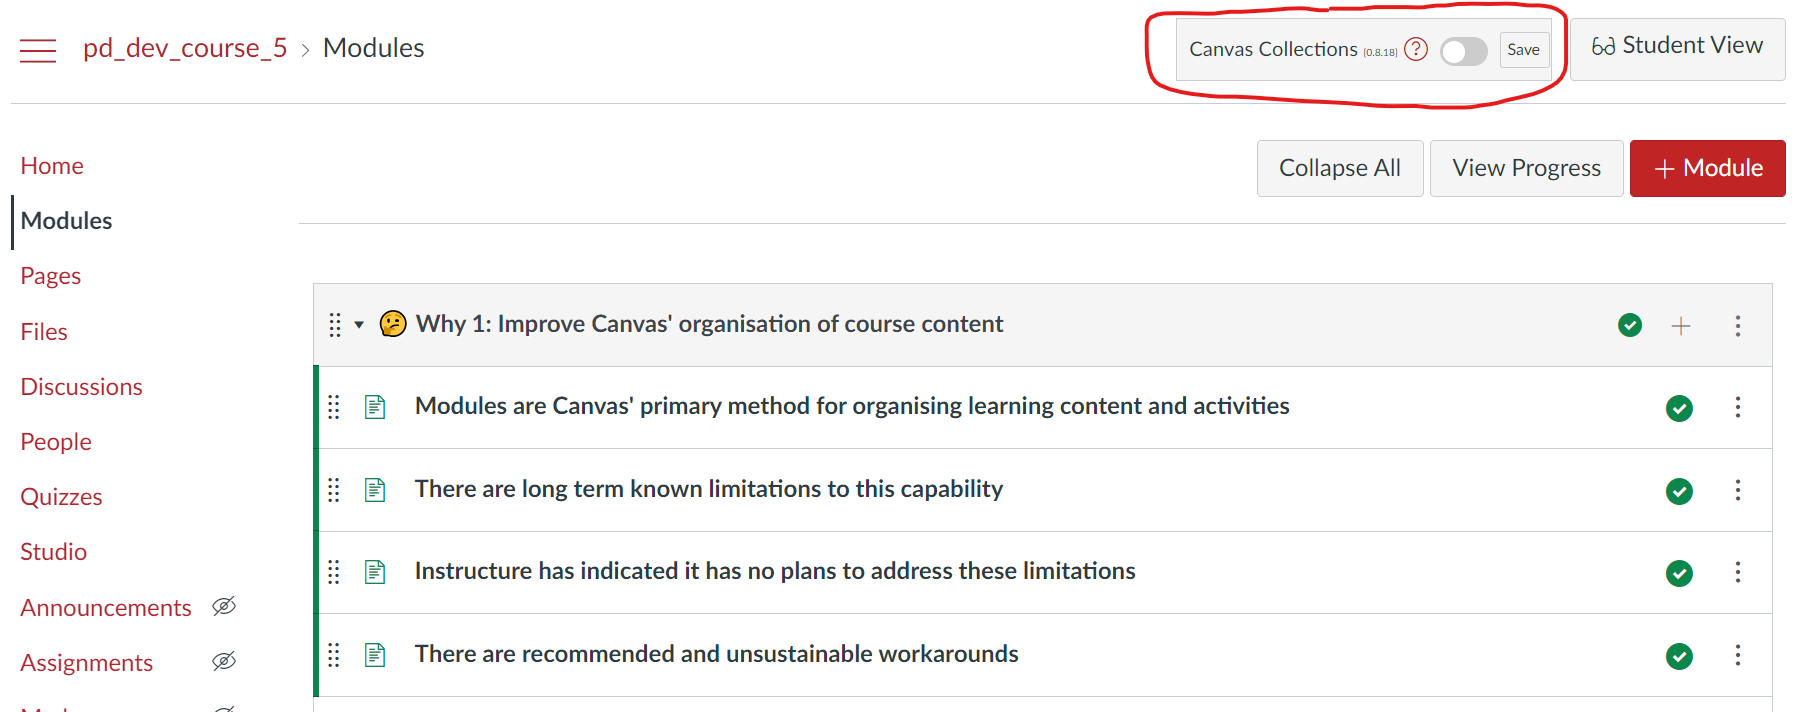 pd_dev_course_5 > Modules
Canvas Collections (0.8.18) ? Save
Student View
Collapse All
View Progress
+ Module
Home
Modules
Pages
Files
Discussions
People
Quizzes
Studio
Announcements
Assignments
Why 1: Improve Canvas' organisation of course content
Modules are Canvas' primary method for organising learning content and activities
There are long term known limitations to this capability
Instructure has indicated it has no plans to address these limitations
There are recommended and unsustainable workarounds